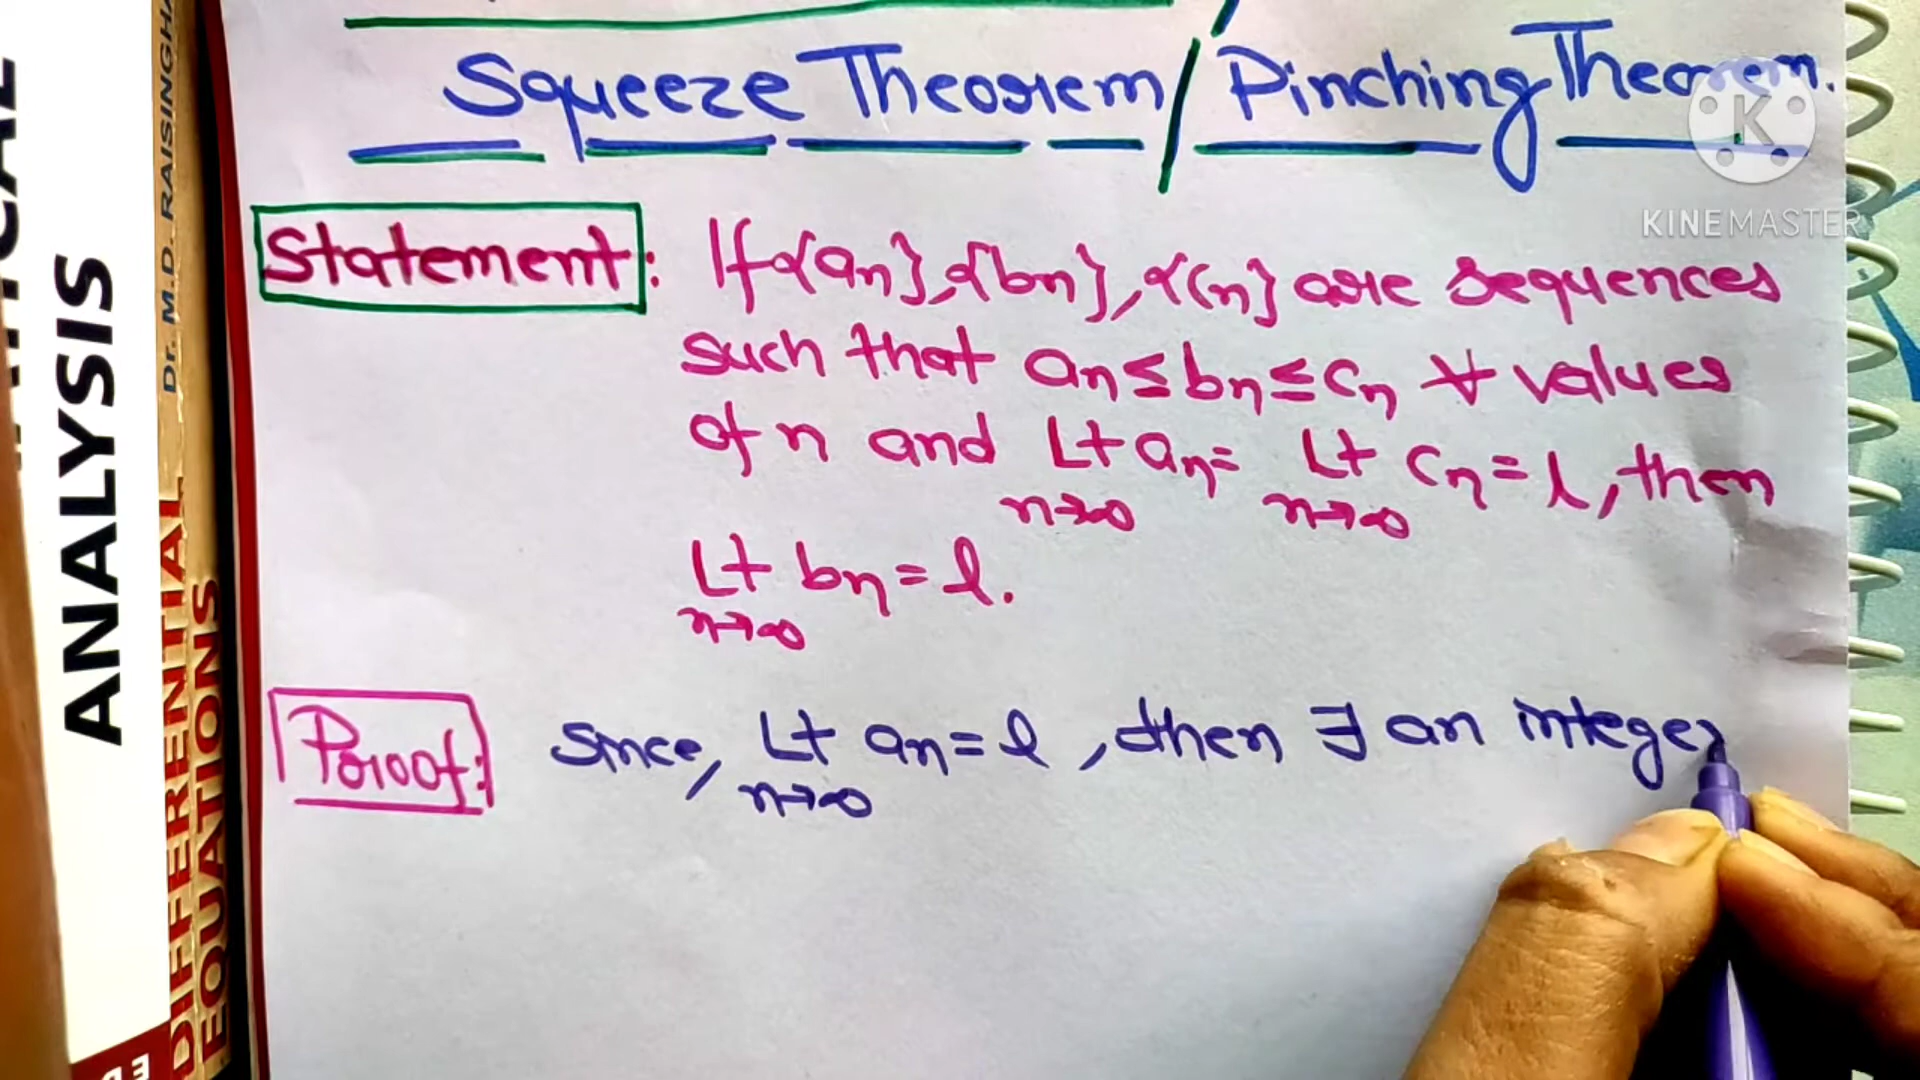 Squeeze Theorem / Pinching Theorem.
KINEMASTER
Statement: If {an}, {bn}, {cn} are sequences
such that an ≤ bn ≤ cn ∀ values
of n and Lt an = Lt cn = l, then
n→∞ n→∞
Lt bn = l.
n→∞
Proof: Since, Lt an = l, then ∃ an integer
n→∞
ANALYSIS
Dr. M.D. RAISINGHA
DIFFERENTIAL
EQUATIONS